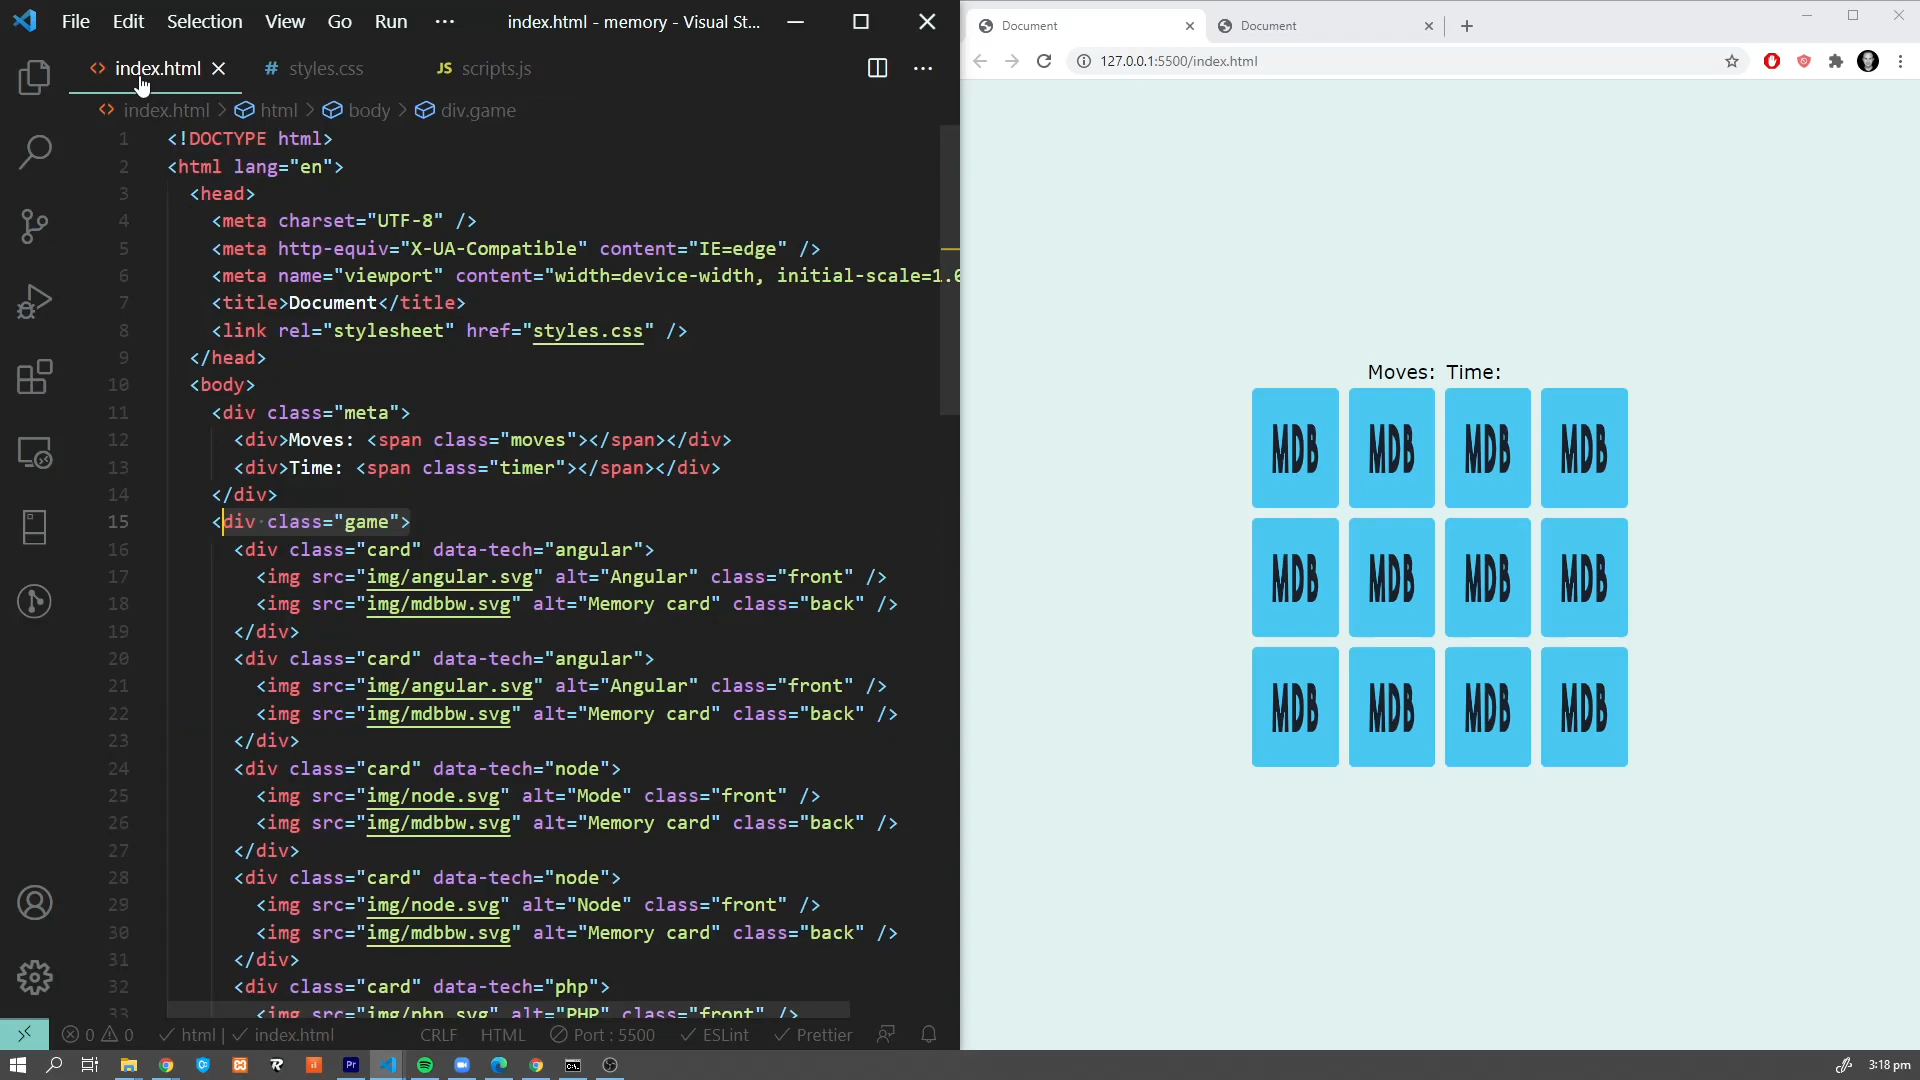 File Edit Selection View Go Run ··· index.html - memory - Visual St...
index.html # styles.css JS scripts.js
index.html > html > body > div.game
1 <!DOCTYPE html>
2 <html lang="en">
3 <head>
4 <meta charset="UTF-8" />
5 <meta http-equiv="X-UA-Compatible" content="IE=edge" />
6 <meta name="viewport" content="width=device-width, initial-scale=1.0
7 <title>Document</title>
8 <link rel="stylesheet" href="styles.css" />
9 </head>
10 <body>
11 <div class="meta">
12 <div>Moves: <span class="moves"></span></div>
13 <div>Time: <span class="timer"></span></div>
14 </div>
15 <div class="game">
16 <div class="card" data-tech="angular">
17 <img src="img/angular.svg" alt="Angular" class="front" />
18 <img src="img/mdbbw.svg" alt="Memory card" class="back" />
19 </div>
20 <div class="card" data-tech="angular">
21 <img src="img/angular.svg" alt="Angular" class="front" />
22 <img src="img/mdbbw.svg" alt="Memory card" class="back" />
23 </div>
24 <div class="card" data-tech="node">
25 <img src="img/node.svg" alt="Mode" class="front" />
26 <img src="img/mdbbw.svg" alt="Memory card" class="back" />
27 </div>
28 <div class="card" data-tech="node">
29 <img src="img/node.svg" alt="Node" class="front" />
30 <img src="img/mdbbw.svg" alt="Memory card" class="back" />
31 </div>
32 <div class="card" data-tech="php">
33 <img src="img/php.svg" alt="PHP" class="front" />
0 0 html | index.html CRLF HTML Port : 5500 ESLint Prettier
Document Document
127.0.0.1:5500/index.html
Moves: Time:
MDB MDB MDB MDB
MDB MDB MDB MDB
MDB MDB MDB MDB
Pr
3:18 pm